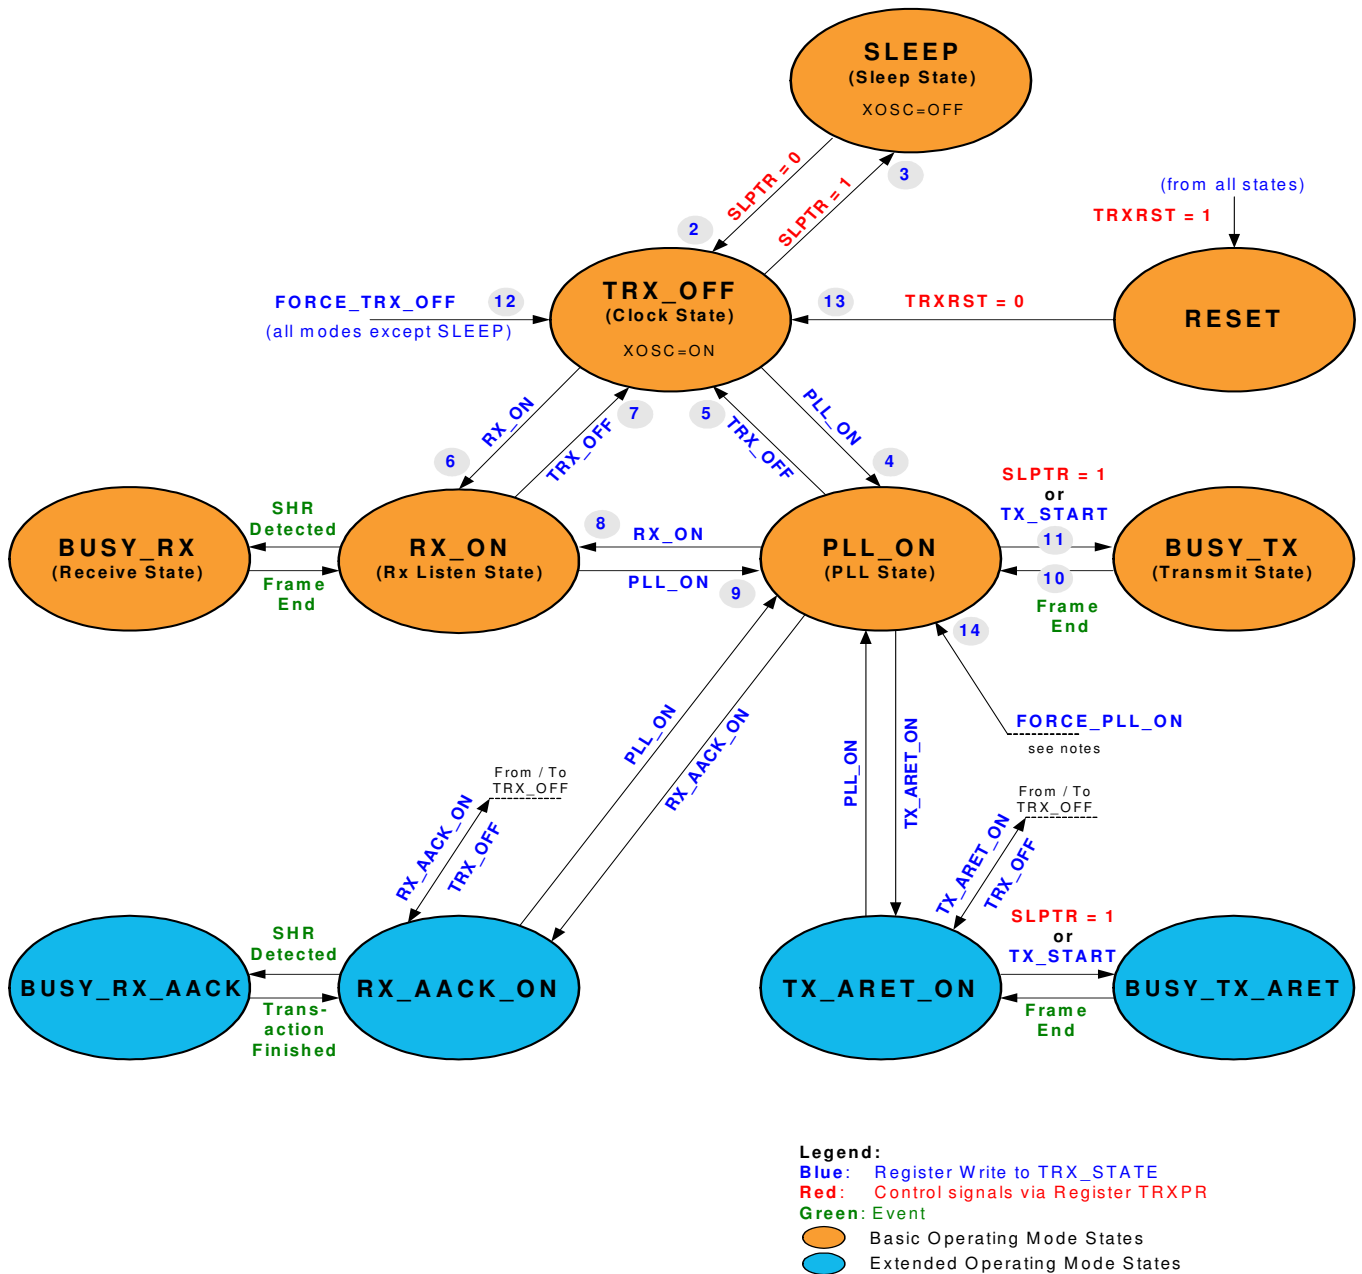 SLEEP
(Sleep State)
XOSC=OFF
SLPTR = 0
SLPTR = 1
3
2
(from all states)
TRXRST = 1
FORCE_TRX_OFF
12
(all modes except SLEEP)
TRX_OFF
(Clock State)
XOSC=ON
13
TRXRST = 0
RESET
RX_ON
7
TRX_OFF
6
5
TRX_OFF
PLL_ON
4
SLPTR = 1
or
TX_START
11
SHR
Detected
BUSY_RX
(Receive State)
Frame
End
RX_ON
(Rx Listen State)
8
RX_ON
PLL_ON
9
PLL_ON
(PLL State)
10
Frame
End
BUSY_TX
(Transmit State)
14
FORCE_PLL_ON
see notes
PLL_ON
RX_AACK_ON
PLL_ON
TX_ARET_ON
From / To
TRX_OFF
RX_AACK_ON
TRX_OFF
From / To
TRX_OFF
TX_ARET_ON
TRX_OFF
SHR
Detected
BUSY_RX_AACK
Trans-
action
Finished
RX_AACK_ON
TX_ARET_ON
SLPTR = 1
or
TX_START
Frame
End
BUSY_TX_ARET
Legend:
Blue: Register Write to TRX_STATE
Red: Control signals via Register TRXPR
Green: Event
Basic Operating Mode States
Extended Operating Mode States